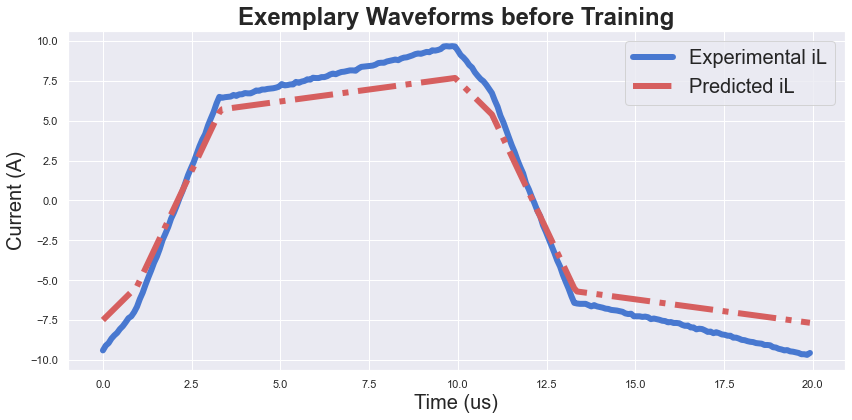 Exemplary Waveforms before Training
Experimental iL
Predicted iL
Current (A)
10.0
7.5
5.0
2.5
0.0
−2.5
−5.0
−7.5
−10.0
0.0 2.5 5.0 7.5 10.0 12.5 15.0 17.5 20.0
Time (us)